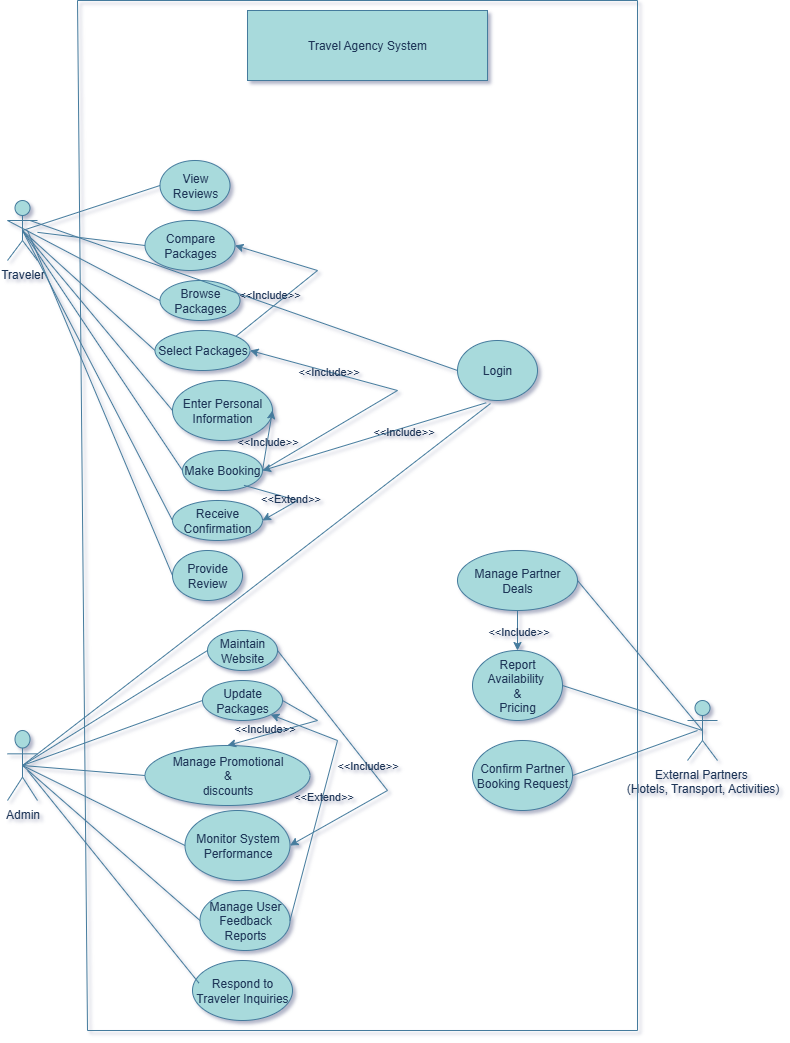 Travel Agency System
View
Reviews
Compare
Packages
Traveler
Browse
Packages
<<Include>>
Select Packages
<<Include>>
Login
Enter Personal
Information
<<Include>>
<<Include>>
Make Booking
<<Extend>>
Receive
Confirmation
Provide
Review
Manage Partner
Deals
<<Include>>
Maintain
Website
Report
Availability
&
Pricing
Update
Packages
<<Include>>
Manage Promotional
&
discounts
<<Include>>
<<Extend>>
Confirm Partner
Booking Request
External Partners
(Hotels, Transport, Activities)
Admin
Monitor System
Performance
Manage User
Feedback
Reports
Respond to
Traveler Inquiries